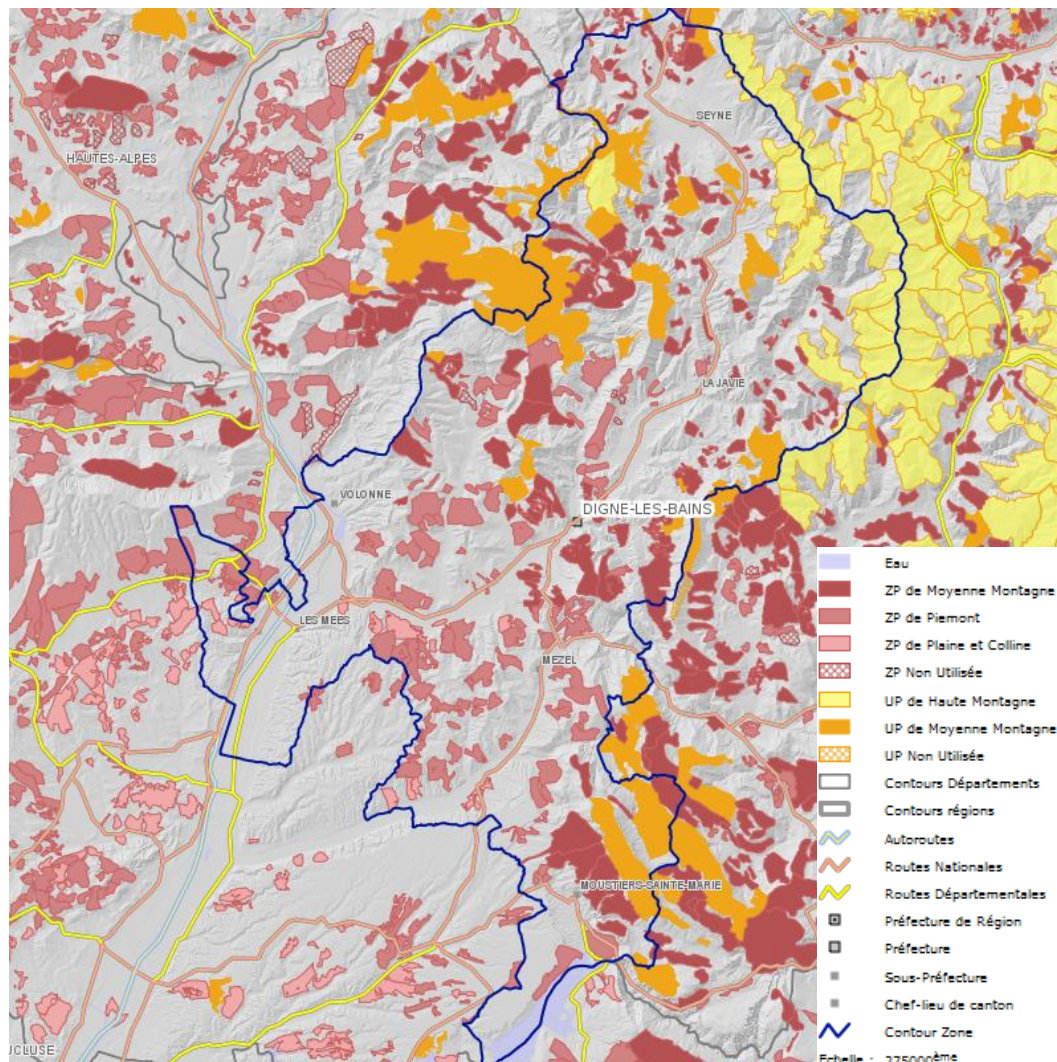 SEYNE
HAUTES-ALPES
LA JAVIE
VOLONNE
DIGNE-LES-BAINS
LES MEES
MEZEL
MOUSTIERS-SAINTE-MARIE
UCLUSE
Eau
ZP de Moyenne Montagne
ZP de Piemont
ZP de Plaine et Colline
ZP Non Utilisée
UP de Haute Montagne
UP de Moyenne Montagne
UP Non Utilisée
Contours Départements
Contours régions
Autoroutes
Routes Nationales
Routes Départementales
Préfecture de Région
Préfecture
Sous-Préfecture
Chef-lieu de canton
Contour Zone
Echelle : 275000ème